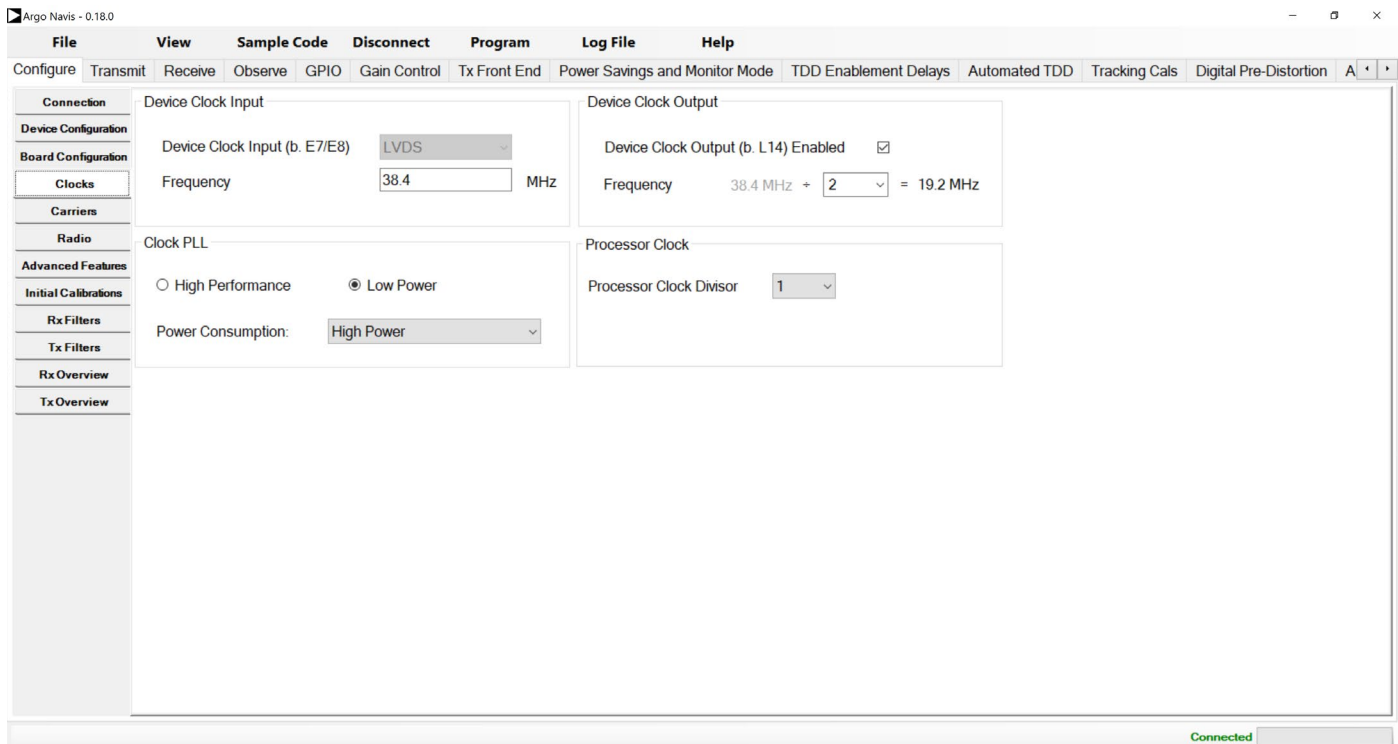 Argo Navis - 0.18.0
File View Sample Code Disconnect Program Log File Help
Configure Transmit Receive Observe GPIO Gain Control Tx Front End Power Savings and Monitor Mode TDD Enablement Delays Automated TDD Tracking Cals Digital Pre-Distortion A
Connection
Device Configuration
Board Configuration
Clocks
Carriers
Radio
Advanced Features
Initial Calibrations
Rx Filters
Tx Filters
Rx Overview
Tx Overview
Device Clock Input
Device Clock Input (b. E7/E8) LVDS
Frequency 38.4 MHz
Device Clock Output
Device Clock Output (b. L14) Enabled
Frequency 38.4 MHz ÷ 2 = 19.2 MHz
Clock PLL
High Performance Low Power
Power Consumption: High Power
Processor Clock
Processor Clock Divisor 1
Connected